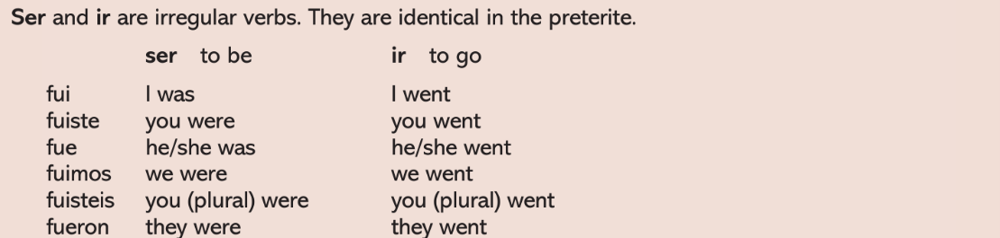 Ser and ir are irregular verbs. They are identical in the preterite.
ser to be ir to go
fui I was I went
fuiste you were you went
fue he/she was he/she went
fuimos we were we went
fuisteis you (plural) were you (plural) went
fueron they were they went